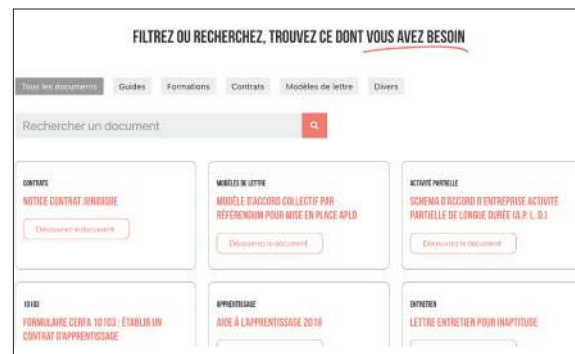 FILTREZ OU RECHERCHEZ, TROUVEZ CE DONT VOUS AVEZ BESOIN
Tous les documents Guides Formations Contrats Modèles de lettre Divers
Rechercher un document
CONTRATS
NOTICE CONTRAT JURIDIQUE
Découvrez le document
MODÈLES DE LETTRE
MODÈLE D'ACCORD COLLECTIF PAR
RÉFÉRENDUM POUR MISE EN PLACE APLD
Découvrez le document
ACTIVITÉ PARTIELLE
SCHEMA D'ACCORD D'ENTREPRISE ACTIVITÉ
PARTIELLE DE LONGUE DURÉE (A. P. L. D.)
Découvrez le document
10103
FORMULAIRE CERFA 10103 : ÉTABLIR UN
CONTRAT D'APPRENTISSAGE
APPRENTISSAGE
AIDE À L'APPRENTISSAGE 2018
ENTRETIEN
LETTRE ENTRETIEN POUR INAPTITUDE